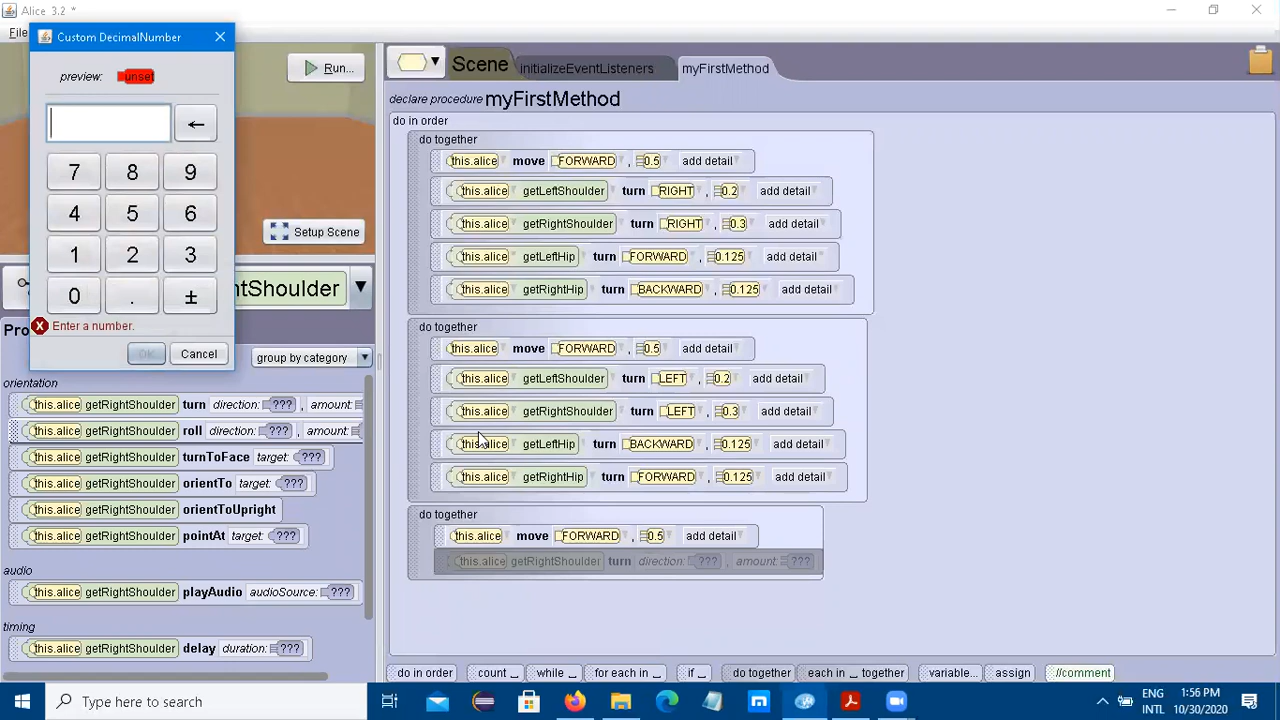 Alice 3.2 *
File
Custom DecimalNumber
preview: unset
←
7 8 9
4 5 6
1 2 3
0 . ±
Enter a number.
OK Cancel
Run...
Setup Scene
Scene initializeEventListeners myFirstMethod
declare procedure myFirstMethod
do in order
do together
this.alice move FORWARD , 0.5 add detail
this.alice getLeftShoulder turn RIGHT , 0.2 add detail
this.alice getRightShoulder turn RIGHT , 0.3 add detail
this.alice getLeftHip turn FORWARD , 0.125 add detail
this.alice getRightHip turn BACKWARD , 0.125 add detail
do together
this.alice move FORWARD , 0.5 add detail
this.alice getLeftShoulder turn LEFT , 0.2 add detail
this.alice getRightShoulder turn LEFT , 0.3 add detail
this.alice getLeftHip turn BACKWARD , 0.125 add detail
this.alice getRightHip turn FORWARD , 0.125 add detail
do together
this.alice move FORWARD , 0.5 add detail
this.alice getRightShoulder turn direction: ??? , amount: ???
group by category
orientation
this.alice getRightShoulder turn direction: ??? , amount:
this.alice getRightShoulder roll direction: ??? , amount:
this.alice getRightShoulder turnToFace target: ???
this.alice getRightShoulder orientTo target: ???
this.alice getRightShoulder orientToUpright
this.alice getRightShoulder pointAt target: ???
audio
this.alice getRightShoulder playAudio audioSource: ???
timing
this.alice getRightShoulder delay duration: ???
do in order count _ while _ for each in _ if _ do together each in _ together variable... assign //comment
Type here to search
ENG
INTL
1:56 PM
10/30/2020